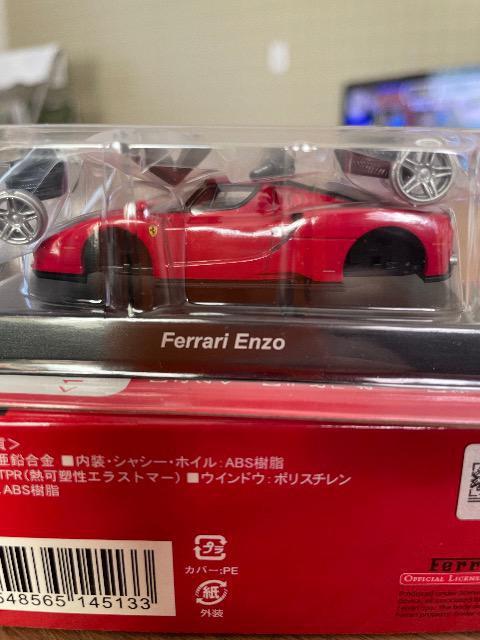 Ferrari Enzo
質＞
亜鉛合金 ■内装・シャシー・ホイル：ABS樹脂
TPR（熱可塑性エラストマー） ■ウインドウ：ポリスチレン
ABS樹脂
プラ
カバー：PE
紙
外装
548565 145133
Ferr
OFFICIAL LICENS